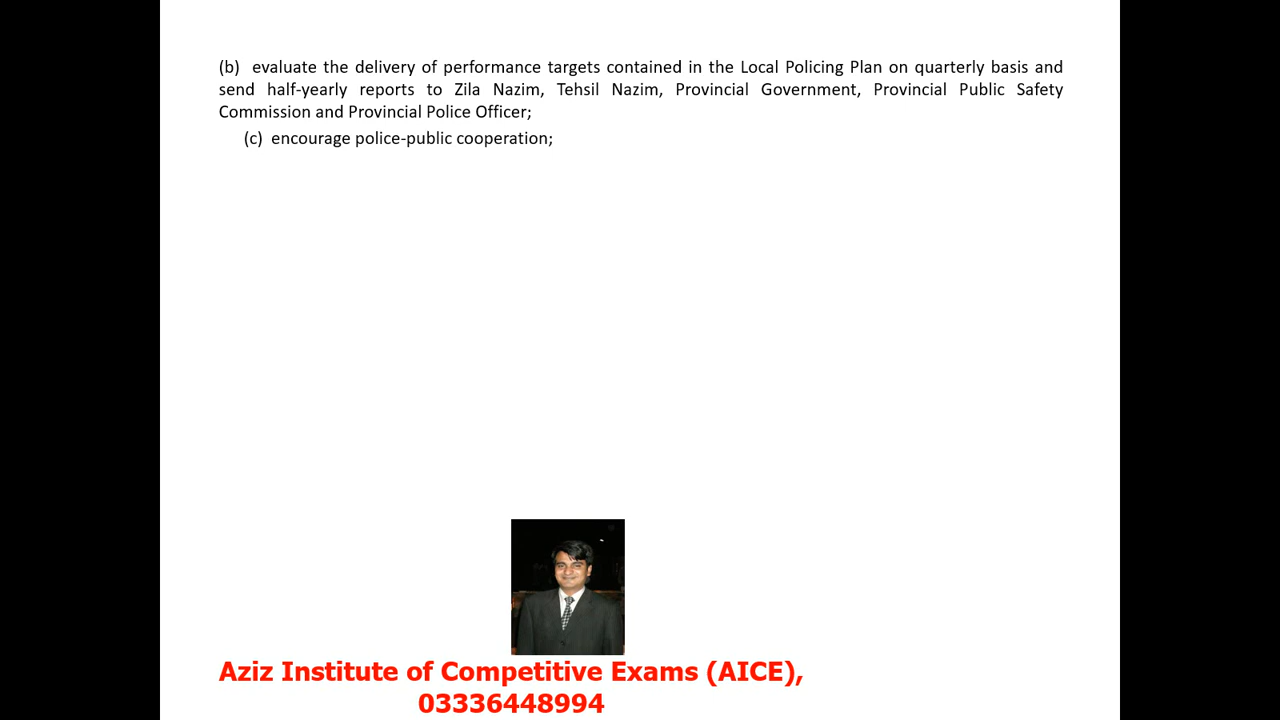 (b) evaluate the delivery of performance targets contained in the Local Policing Plan on quarterly basis and
send half-yearly reports to Zila Nazim, Tehsil Nazim, Provincial Government, Provincial Public Safety
Commission and Provincial Police Officer;
(c) encourage police-public cooperation;
Aziz Institute of Competitive Exams (AICE),
03336448994